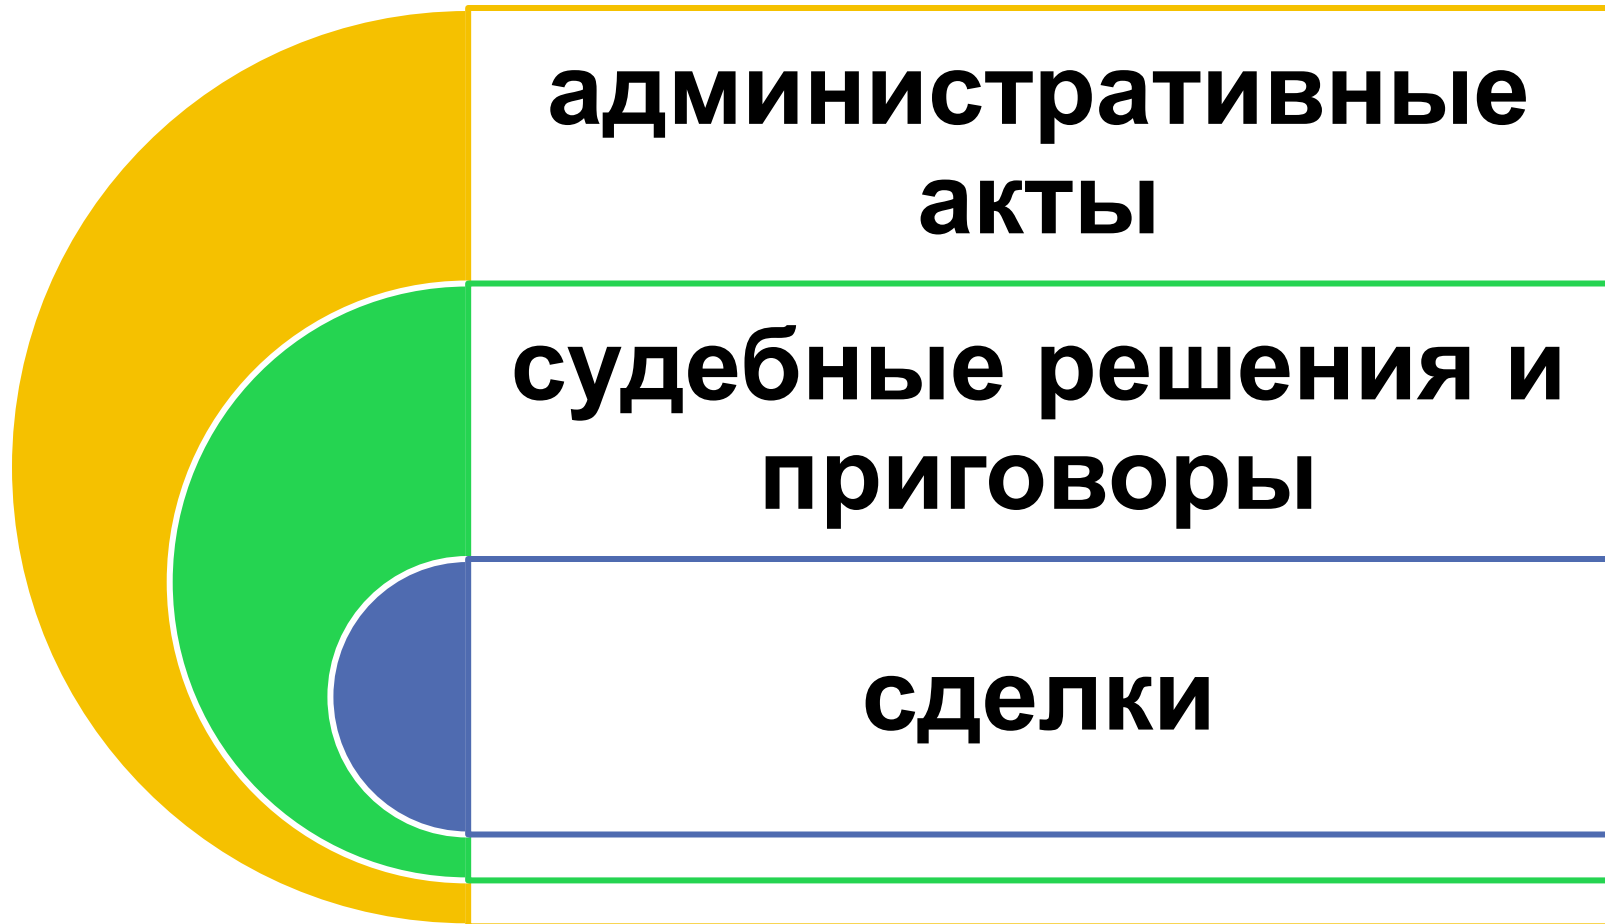 административные
акты
судебные решения и
приговоры
сделки